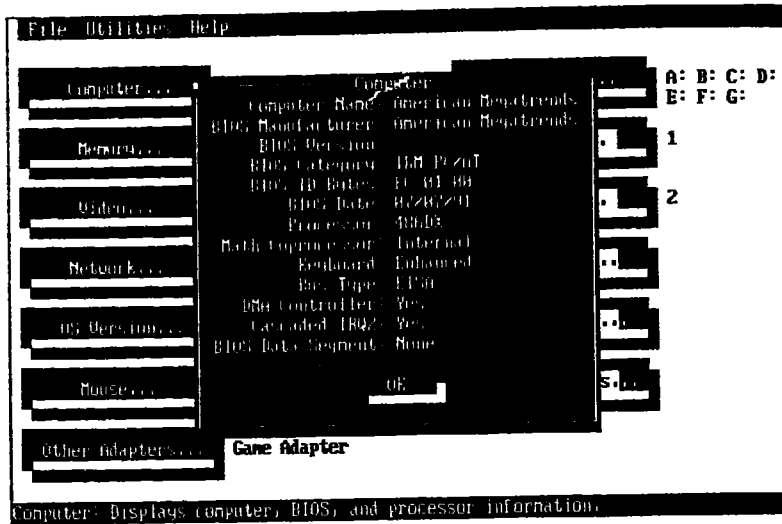 File Utilities Help
Computer...
A: B: C: D:
E: F: G:
Memory...
1
Video...
2
Network...
OS Version...
Mouse...
s...
Other Adapters...
Game Adapter
Computer
Computer Name: American Megatrends
BIOS Manufacturer: American Megatrends
BIOS Version:
BIOS Category: IBM PC/AT
BIOS ID Bytes: FC 01 00
BIOS Date: 07/07/91
Processor: 486DX
Math Coprocessor: Internal
Keyboard: Enhanced
Bus Type: EISA
DMA Controller: Yes
Cascaded IRQ2: Yes
BIOS Data Segment: None
OK
Computer: Displays computer, BIOS, and processor information.